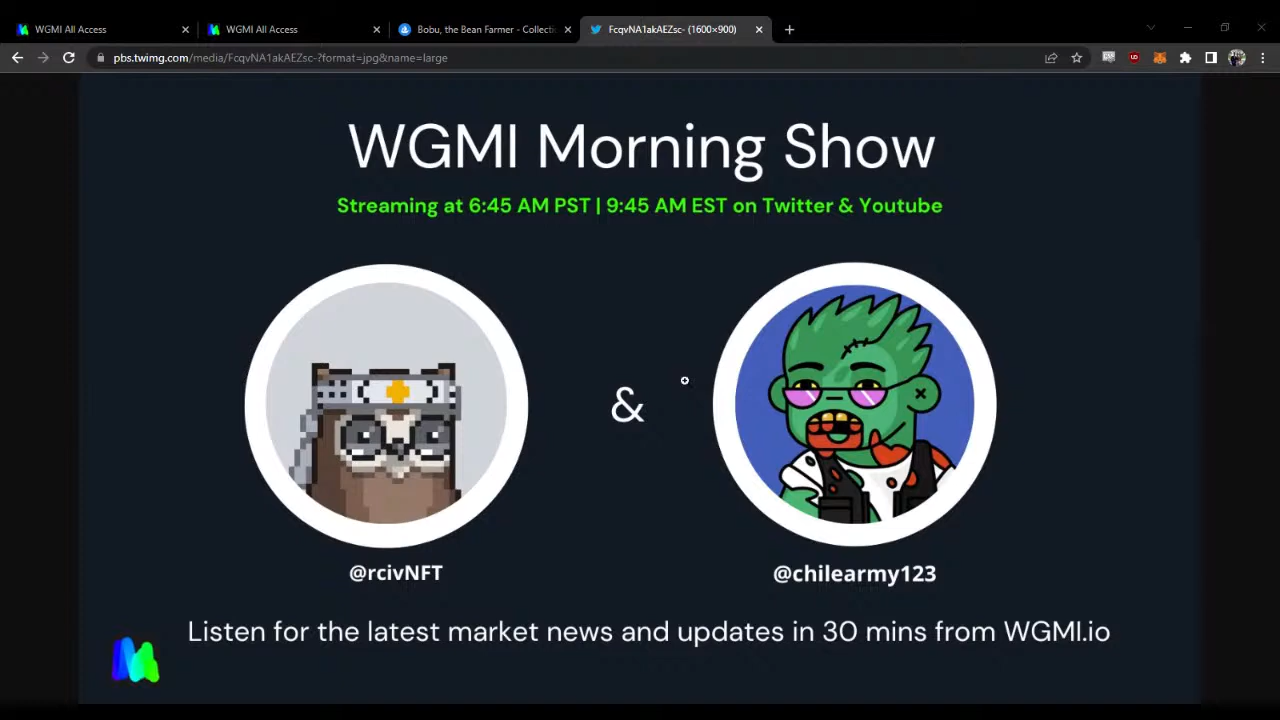 WGMI All Access
WGMI All Access
Bobu, the Bean Farmer - Collectic
FcqvNA1akAEZsc- (1600×900)
pbs.twimg.com/media/FcqvNA1akAEZsc-?format=jpg&name=large
WGMI Morning Show
Streaming at 6:45 AM PST | 9:45 AM EST on Twitter & Youtube
&
@rcivNFT
@chilearmy123
Listen for the latest market news and updates in 30 mins from WGMI.io